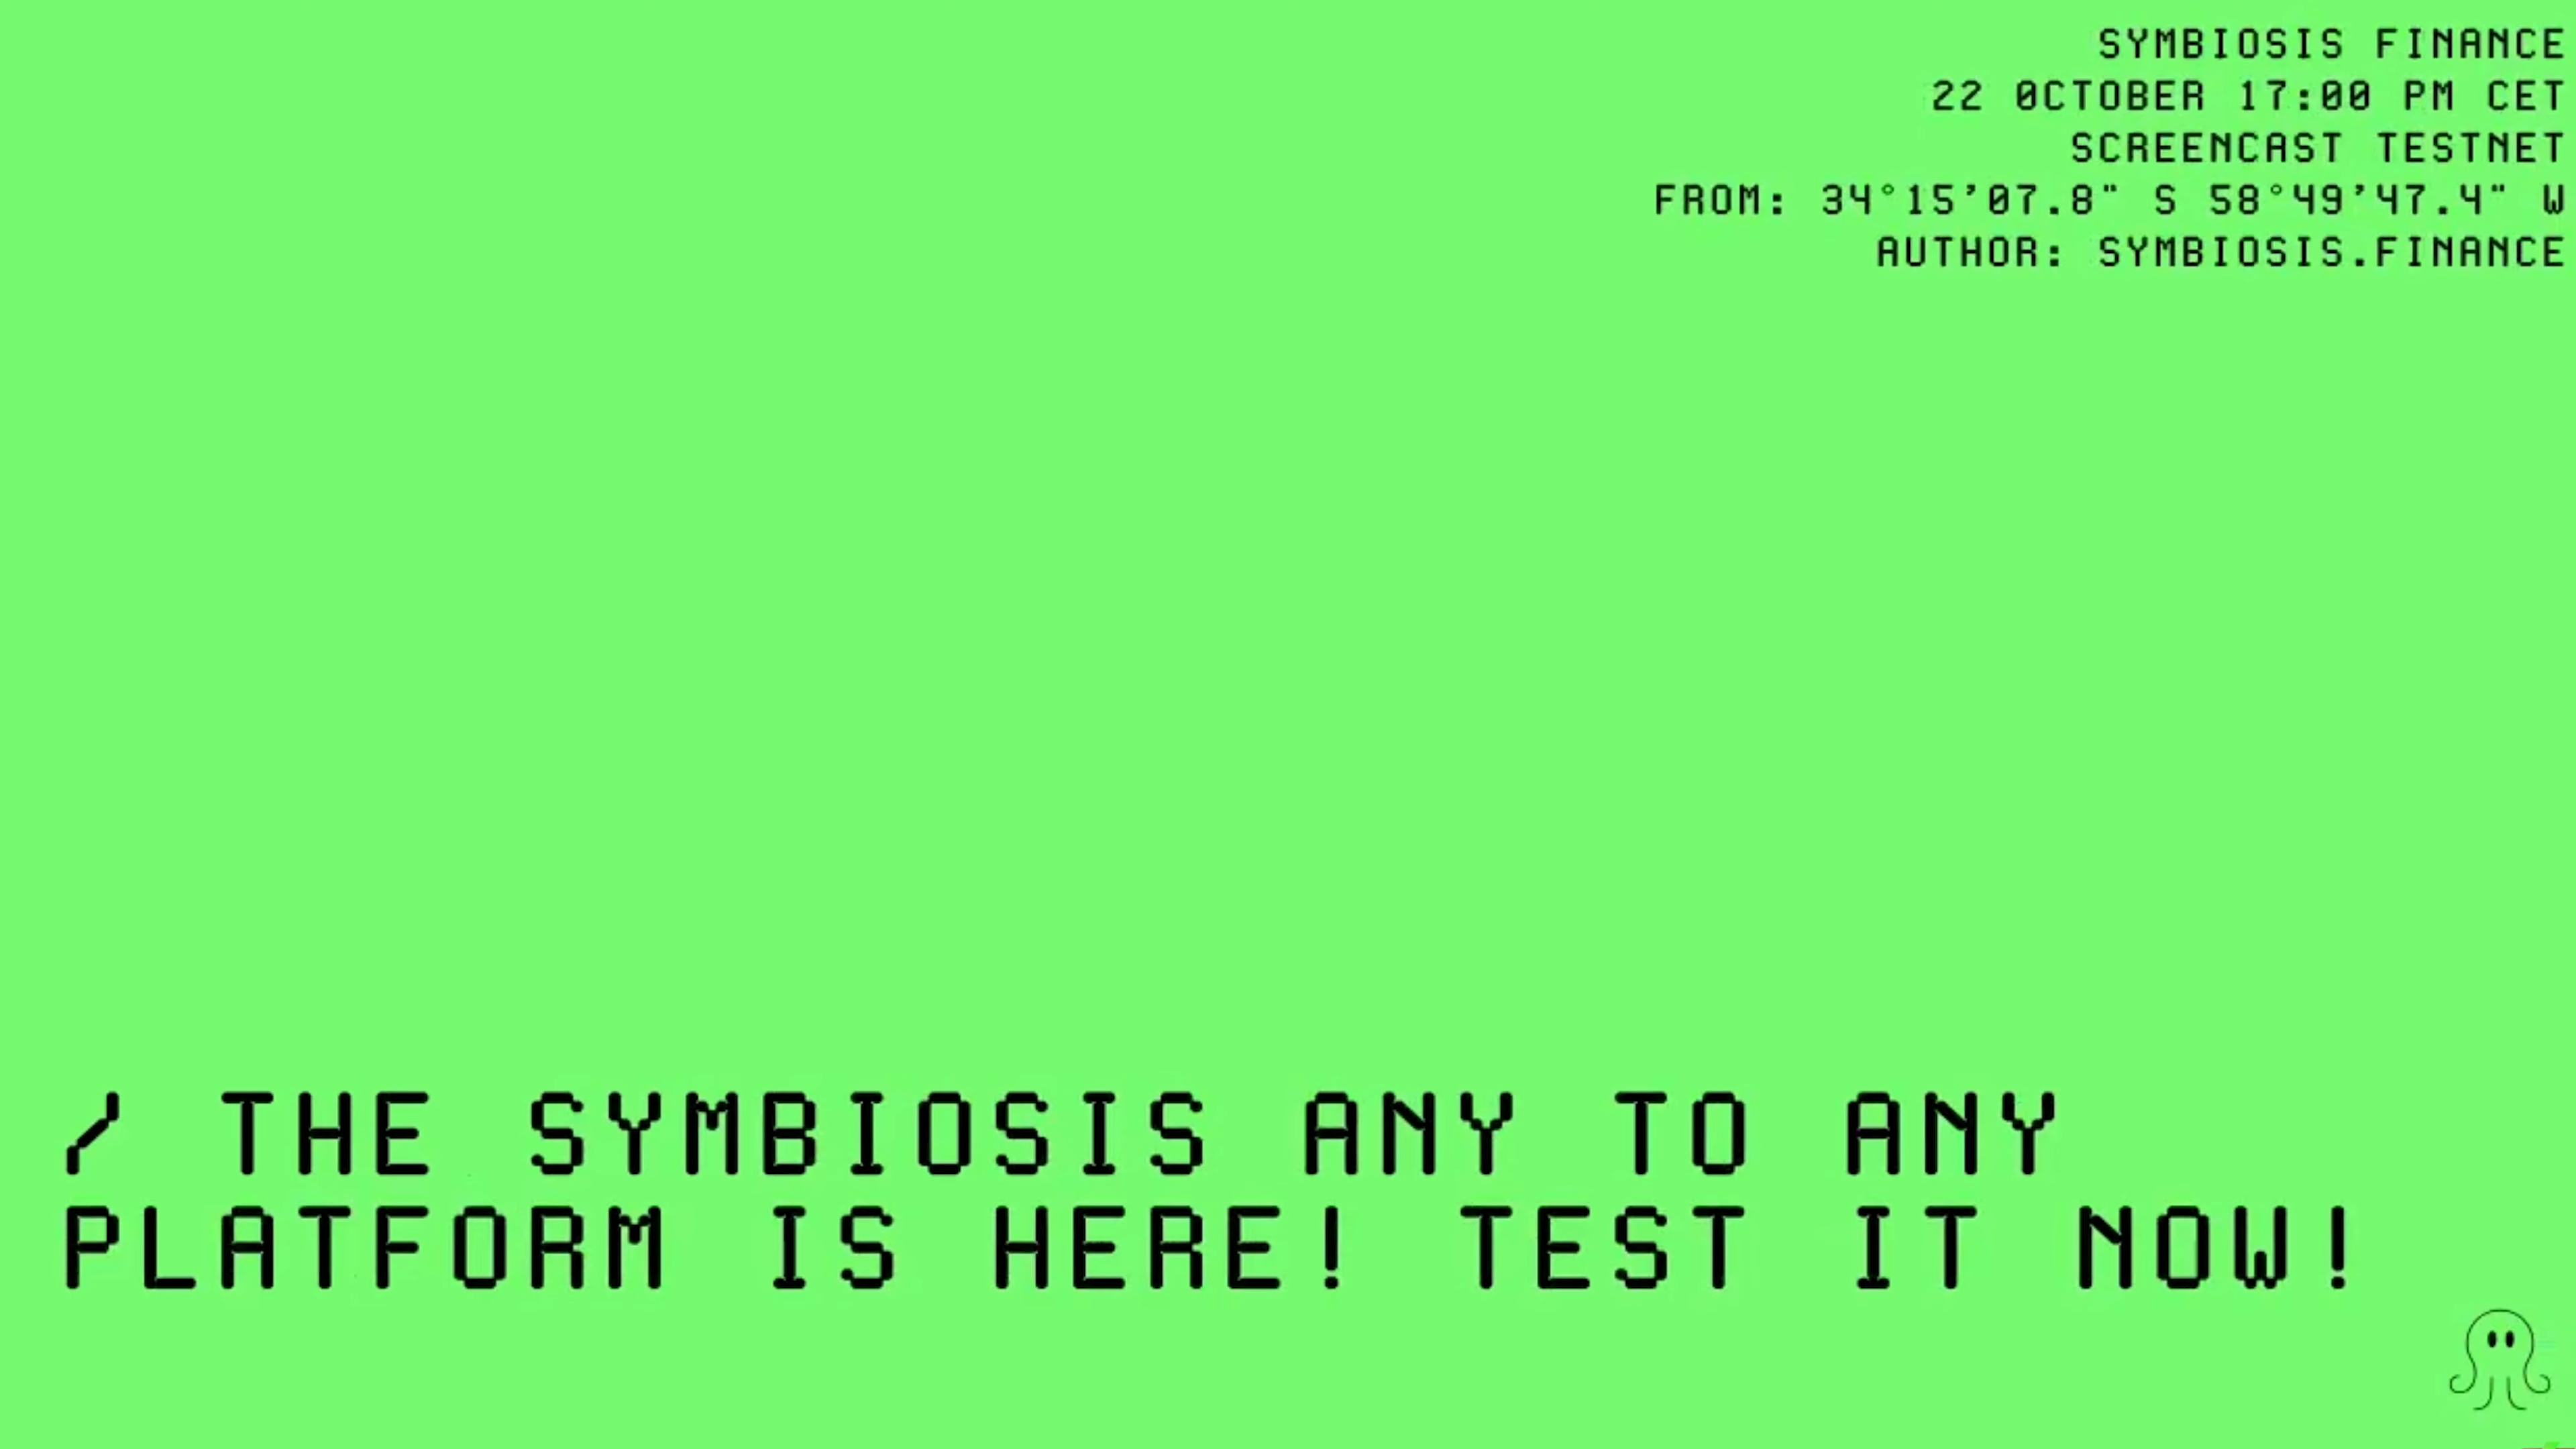 SYMBIOSIS FINANCE
22 0CTOBER 17:00 PM CET
SCREENCAST TESTNET
FROM: 34°15’07.8" S 58°49’47.4" W
AUTHOR: SYMBIOSIS.FINANCE
/ THE SYMBIOSIS ANY TO ANY
PLATFORM IS HERE! TEST IT NOW!